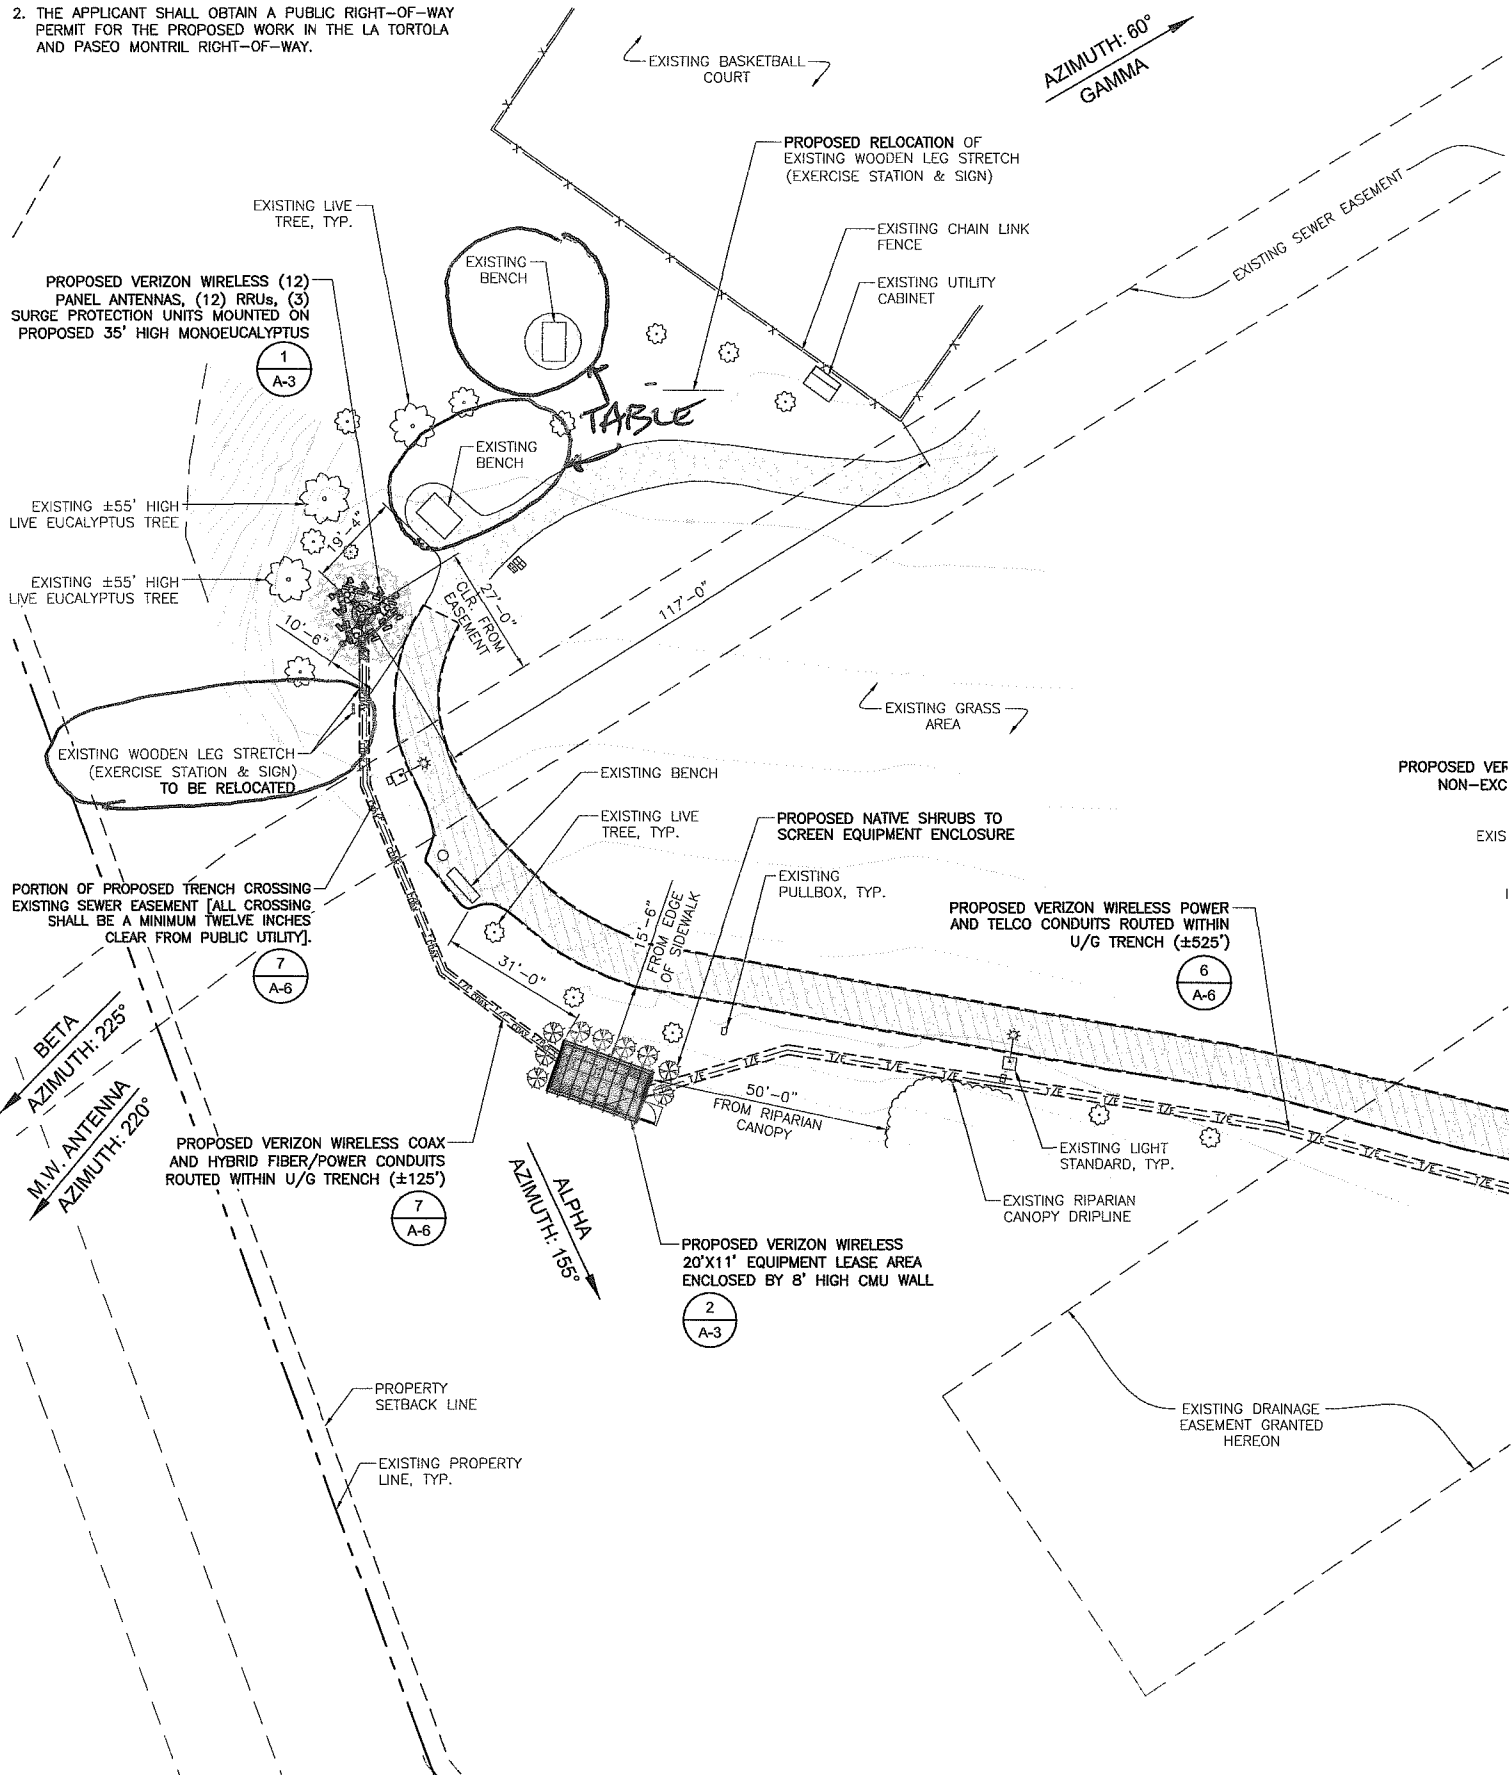 2. THE APPLICANT SHALL OBTAIN A PUBLIC RIGHT-OF-WAY
PERMIT FOR THE PROPOSED WORK IN THE LA TORTOLA
AND PASEO MONTRIL RIGHT-OF-WAY.
EXISTING BASKETBALL
COURT
AZIMUTH: 60°
GAMMA
PROPOSED RELOCATION OF
EXISTING WOODEN LEG STRETCH
(EXERCISE STATION & SIGN)
EXISTING SEWER EASEMENT
EXISTING LIVE
TREE, TYP.
EXISTING CHAIN LINK
FENCE
EXISTING BENCH
EXISTING UTILITY
CABINET
PROPOSED VERIZON WIRELESS (12)
PANEL ANTENNAS, (12) RRUs, (3)
SURGE PROTECTION UNITS MOUNTED ON
PROPOSED 35' HIGH MONOEUCALYPTUS
1
A-3
TABLE
EXISTING
BENCH
EXISTING ±55' HIGH
LIVE EUCALYPTUS TREE
19'-4"
EXISTING ±55' HIGH
LIVE EUCALYPTUS TREE
27'-0"
CLR. FROM
EASEMENT
117'-0"
10'-6"
EXISTING GRASS
AREA
EXISTING WOODEN LEG STRETCH
(EXERCISE STATION & SIGN)
TO BE RELOCATED
EXISTING BENCH
PROPOSED VER
NON-EXC
EXISTING LIVE
TREE, TYP.
PROPOSED NATIVE SHRUBS TO
SCREEN EQUIPMENT ENCLOSURE
EXIS
EXISTING
PULLBOX, TYP.
PORTION OF PROPOSED TRENCH CROSSING
EXISTING SEWER EASEMENT [ALL CROSSING
SHALL BE A MINIMUM TWELVE INCHES
CLEAR FROM PUBLIC UTILITY].
7
A-6
15'-6"
FROM EDGE
OF SIDEWALK
PROPOSED VERIZON WIRELESS POWER
AND TELCO CONDUITS ROUTED WITHIN
U/G TRENCH (±525')
6
A-6
31'-0"
BETA
AZIMUTH: 225°
M.W. ANTENNA
AZIMUTH: 220°
COAX
COAX
T/E
T/E
T/E
T/E
T/E
T/E
T/E
T/E
T/E
T/E
T/E
T/E
T/E
50'-0"
FROM RIPARIAN
CANOPY
PROPOSED VERIZON WIRELESS COAX
AND HYBRID FIBER/POWER CONDUITS
ROUTED WITHIN U/G TRENCH (±125')
7
A-6
ALPHA
AZIMUTH: 155°
EXISTING LIGHT
STANDARD, TYP.
EXISTING RIPARIAN
CANOPY DRIPLINE
PROPOSED VERIZON WIRELESS
20'X11' EQUIPMENT LEASE AREA
ENCLOSED BY 8' HIGH CMU WALL
2
A-3
PROPERTY
SETBACK LINE
EXISTING DRAINAGE
EASEMENT GRANTED
HEREON
EXISTING PROPERTY
LINE, TYP.